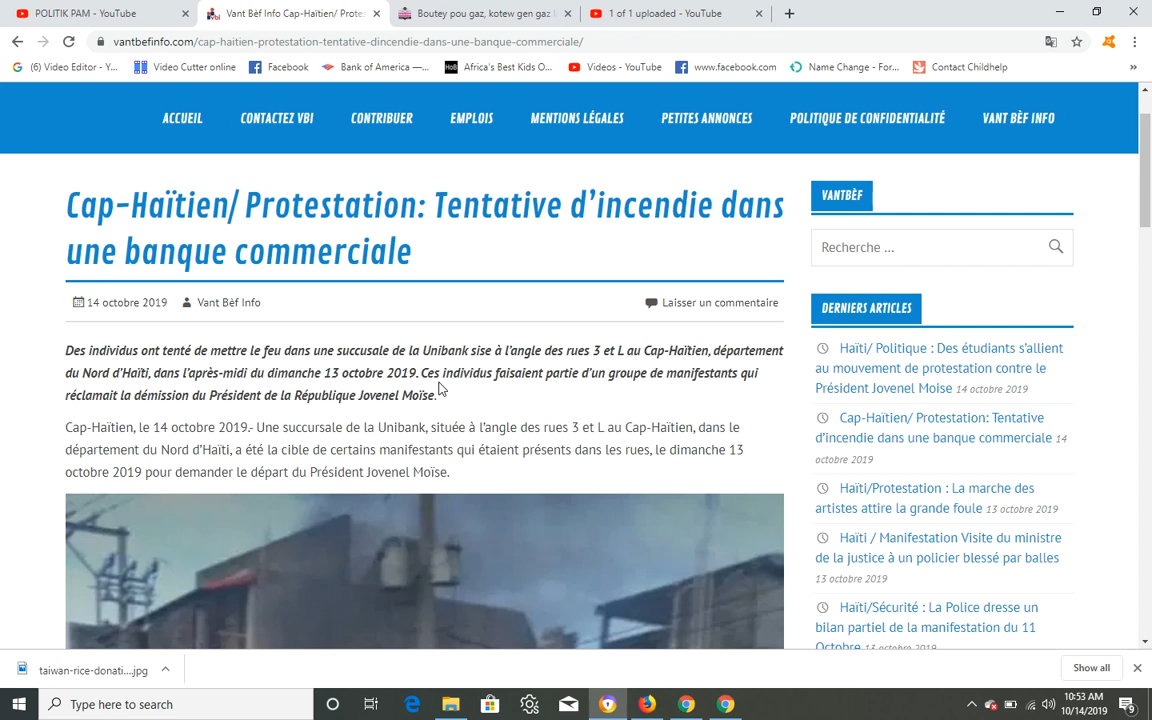 POLITIK PAM - YouTube
Vant Bèf Info Cap-Haïtien/ Protes
Boutey pou gaz, kotew gen gaz
1 of 1 uploaded - YouTube
vantbefinfo.com/cap-haitien-protestation-tentative-dincendie-dans-une-banque-commerciale/
(6) Video Editor - Y...
Video Cutter online
Facebook
Bank of America —...
HoB
Africa's Best Kids O...
Videos - YouTube
www.facebook.com
Name Change - For...
Contact Childhelp
ACCUEIL
CONTACTEZ VBI
CONTRIBUER
EMPLOIS
MENTIONS LÉGALES
PETITES ANNONCES
POLITIQUE DE CONFIDENTIALITÉ
VANT BÈF INFO
Cap-Haïtien/ Protestation: Tentative d'incendie dans
une banque commerciale
14 octobre 2019
Vant Bèf Info
Laisser un commentaire
Des individus ont tenté de mettre le feu dans une succusale de la Unibank sise à l'angle des rues 3 et L au Cap-Haïtien, département
du Nord d'Haïti, dans l'après-midi du dimanche 13 octobre 2019. Ces individus faisaient partie d'un groupe de manifestants qui
réclamait la démission du Président de la République Jovenel Moïse.
Cap-Haïtien, le 14 octobre 2019.- Une succursale de la Unibank, située à l'angle des rues 3 et L au Cap-Haïtien, dans le
département du Nord d'Haïti, a été la cible de certains manifestants qui étaient présents dans les rues, le dimanche 13
octobre 2019 pour demander le départ du Président Jovenel Moïse.
VANTBÈF
Recherche ...
DERNIERS ARTICLES
Haïti/ Politique : Des étudiants s'allient
au mouvement de protestation contre le
Président Jovenel Moise 14 octobre 2019
Cap-Haïtien/ Protestation: Tentative
d'incendie dans une banque commerciale 14
octobre 2019
Haïti/Protestation : La marche des
artistes attire la grande foule 13 octobre 2019
Haïti / Manifestation Visite du ministre
de la justice à un policier blessé par balles
13 octobre 2019
Haïti/Sécurité : La Police dresse un
bilan partiel de la manifestation du 11
Octobre 13 octobre 2019
taiwan-rice-donati....jpg
Show all
Type here to search
10:53 AM
10/14/2019
9